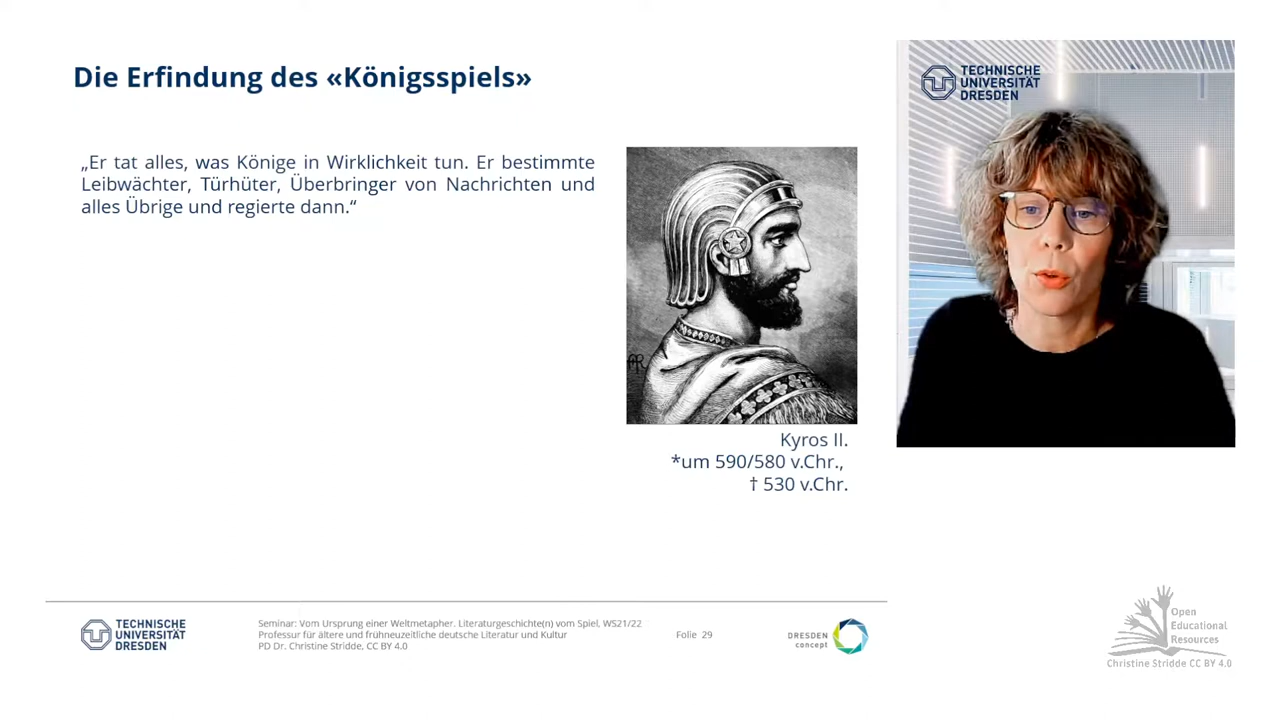 Die Erfindung des «Königsspiels»
„Er tat alles, was Könige in Wirklichkeit tun. Er bestimmte
Leibwächter, Türhüter, Überbringer von Nachrichten und
alles Übrige und regierte dann.“
Kyros II.
*um 590/580 v.Chr.,
† 530 v.Chr.
TECHNISCHE
UNIVERSITÄT
DRESDEN
TECHNISCHE
UNIVERSITÄT
DRESDEN
Seminar: Vom Ursprung einer Weltmetapher. Literaturgeschichte(n) vom Spiel, WS21/22
Professur für ältere und frühneuzeitliche deutsche Literatur und Kultur
PD Dr. Christine Stridde, CC BY 4.0
Folie 29
DRESDEN
concept
Open
Educational
Resources
Christine Stridde CC BY 4.0